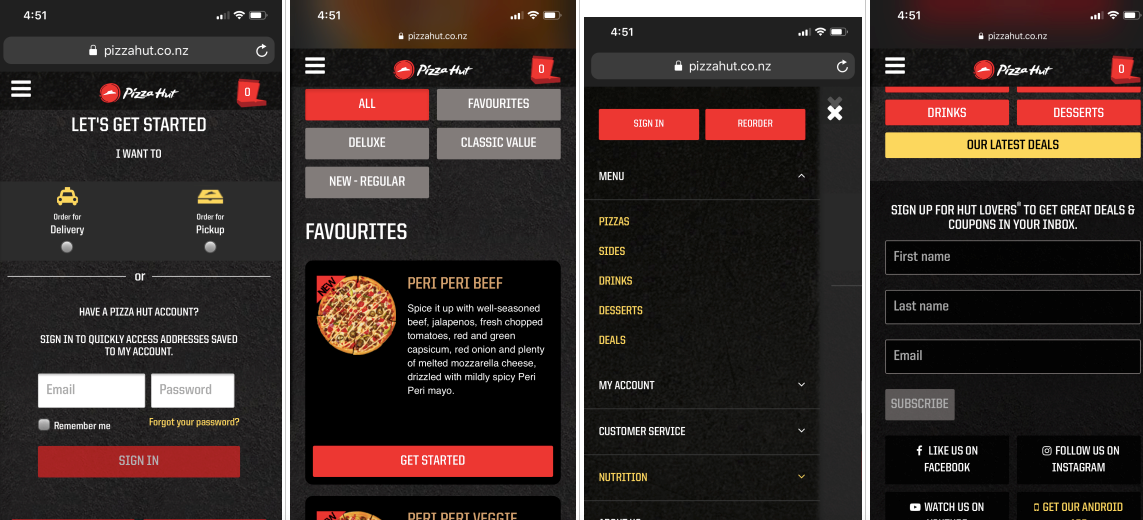 4:51
pizzahut.co.nz
Pizza Hut
0
LET'S GET STARTED
I WANT TO
Order for
Delivery
Order for
Pickup
or
HAVE A PIZZA HUT ACCOUNT?
SIGN IN TO QUICKLY ACCESS ADDRESSES SAVED
TO MY ACCOUNT.
Email
Password
Remember me
Forgot your password?
SIGN IN
4:51
pizzahut.co.nz
Pizza Hut
0
ALL
FAVOURITES
DELUXE
CLASSIC VALUE
NEW - REGULAR
FAVOURITES
NEW
PERI PERI BEEF
Spice it up with well-seasoned
beef, jalapenos, fresh chopped
tomatoes, red and green
capsicum, red onion and plenty
of melted mozzarella cheese,
drizzled with mildly spicy Peri
Peri mayo.
GET STARTED
PERI PERI VEGGIE
4:51
pizzahut.co.nz
SIGN IN
REORDER
MENU
PIZZAS
SIDES
DRINKS
DESSERTS
DEALS
MY ACCOUNT
CUSTOMER SERVICE
NUTRITION
4:51
pizzahut.co.nz
Pizza Hut
0
DRINKS
DESSERTS
OUR LATEST DEALS
SIGN UP FOR HUT LOVERS® TO GET GREAT DEALS &
COUPONS IN YOUR INBOX.
First name
Last name
Email
SUBSCRIBE
LIKE US ON
FACEBOOK
FOLLOW US ON
INSTAGRAM
WATCH US ON
GET OUR ANDROID